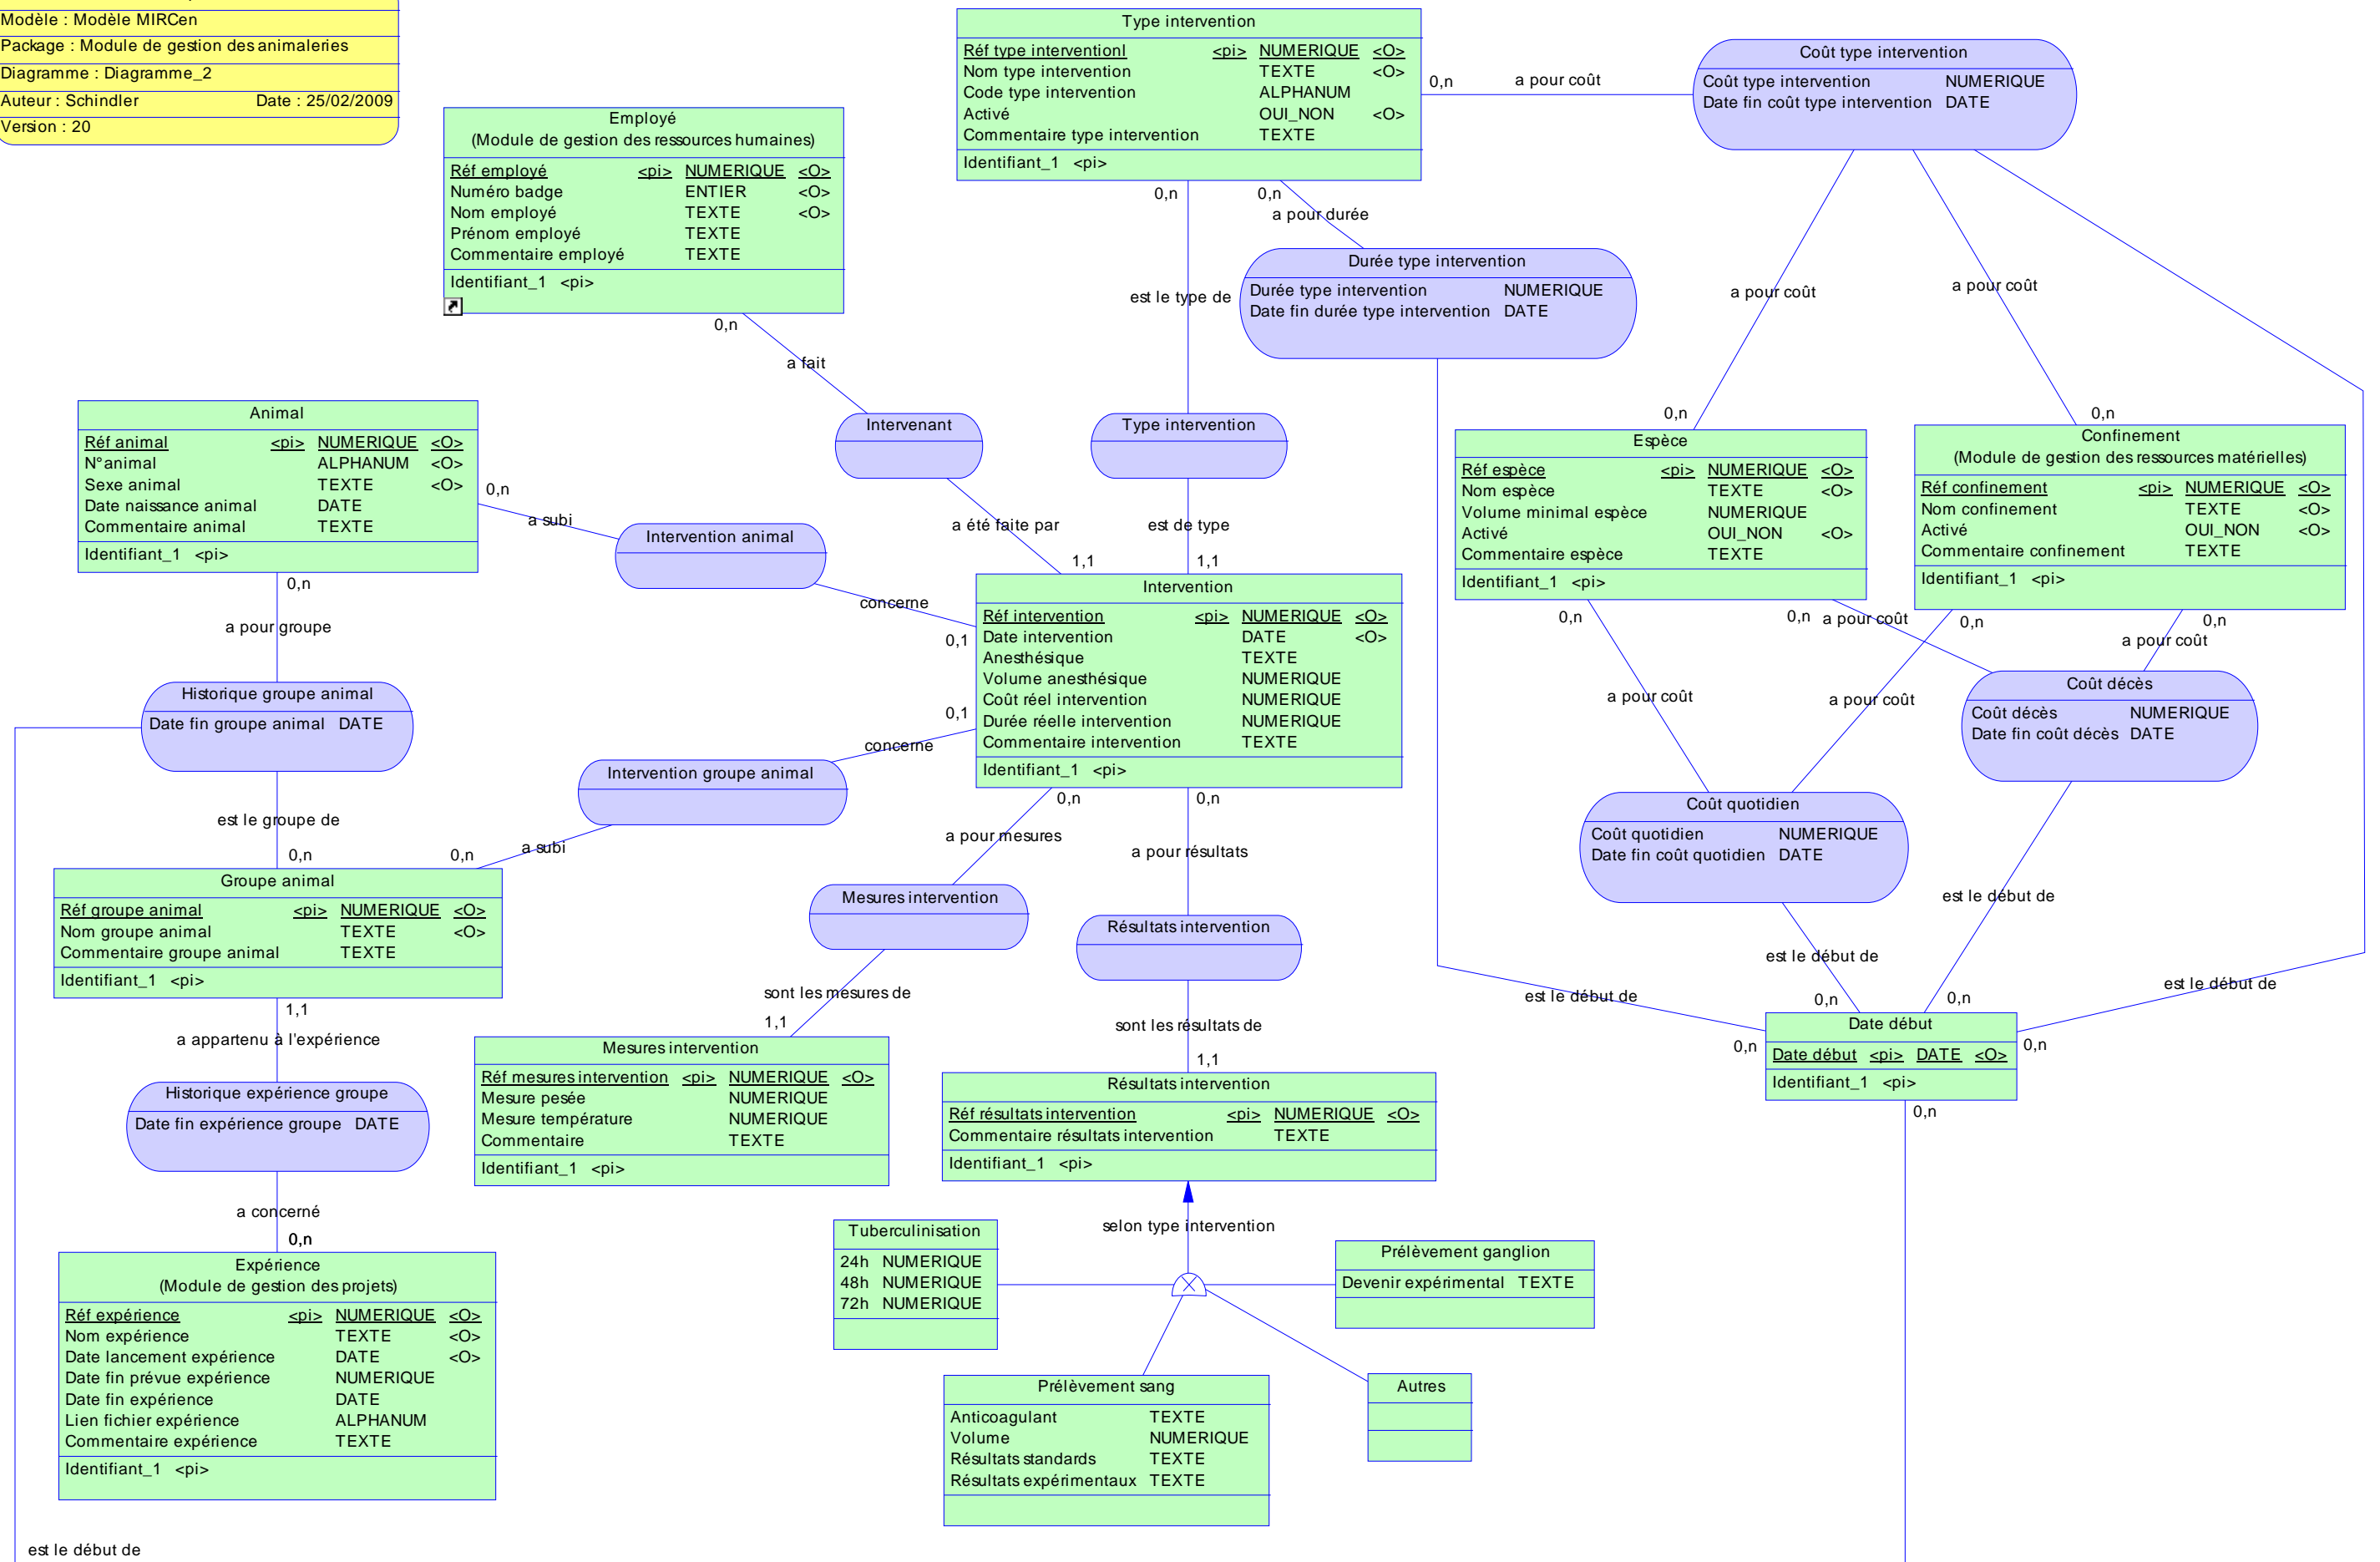 Modèle : Modèle MIRCen
Package : Module de gestion des animaleries
Diagramme : Diagramme_2
Auteur : Schindler Date : 25/02/2009
Version : 20
Type intervention
Réf type interventionl <pi> NUMERIQUE <O>
Nom type intervention TEXTE <O>
Code type intervention ALPHANUM
Activé OUI_NON <O>
Commentaire type intervention TEXTE
Identifiant_1 <pi>
0,n
a pour coût
Coût type intervention
Coût type intervention NUMERIQUE
Date fin coût type intervention DATE
Employé
(Module de gestion des ressources humaines)
Réf employé <pi> NUMERIQUE <O>
Numéro badge ENTIER <O>
Nom employé TEXTE <O>
Prénom employé TEXTE
Commentaire employé TEXTE
Identifiant_1 <pi>
0,n
a fait
0,n
0,n
a pour durée
est le type de
Durée type intervention
Durée type intervention NUMERIQUE
Date fin durée type intervention DATE
a pour coût
a pour coût
Animal
Réf animal <pi> NUMERIQUE <O>
N°animal ALPHANUM <O>
Sexe animal TEXTE <O>
Date naissance animal DATE
Commentaire animal TEXTE
Identifiant_1 <pi>
0,n
a subi
Intervention animal
concerne
0,1
Intervenant
a été faite par
1,1
Type intervention
est de type
1,1
0,n
Espèce
Réf espèce <pi> NUMERIQUE <O>
Nom espèce TEXTE <O>
Volume minimal espèce NUMERIQUE
Activé OUI_NON <O>
Commentaire espèce TEXTE
Identifiant_1 <pi>
0,n
Confinement
(Module de gestion des ressources matérielles)
Réf confinement <pi> NUMERIQUE <O>
Nom confinement TEXTE <O>
Activé OUI_NON <O>
Commentaire confinement TEXTE
Identifiant_1 <pi>
Intervention
Réf intervention <pi> NUMERIQUE <O>
Date intervention DATE <O>
Anesthésique TEXTE
Volume anesthésique NUMERIQUE
Coût réel intervention NUMERIQUE
Durée réelle intervention NUMERIQUE
Commentaire intervention TEXTE
Identifiant_1 <pi>
0,n
a pour groupe
Historique groupe animal
Date fin groupe animal DATE
est le groupe de
0,n
0,1
concerne
Intervention groupe animal
a subi
0,n
0,n
0,n
a pour coût
0,n
0,n
a pour coût
a pour coût
a pour coût
Coût décès
Coût décès NUMERIQUE
Date fin coût décès DATE
Coût quotidien
Coût quotidien NUMERIQUE
Date fin coût quotidien DATE
Groupe animal
Réf groupe animal <pi> NUMERIQUE <O>
Nom groupe animal TEXTE <O>
Commentaire groupe animal TEXTE
Identifiant_1 <pi>
0,n
a pour mesures
Mesures intervention
sont les mesures de
1,1
0,n
a pour résultats
Résultats intervention
sont les résultats de
1,1
est le début de
est le début de
est le début de
est le début de
0,n
0,n
0,n
0,n
Date début
Date début <pi> DATE <O>
Identifiant_1 <pi>
0,n
1,1
a appartenu à l'expérience
Historique expérience groupe
Date fin expérience groupe DATE
a concerné
0,n
Mesures intervention
Réf mesures intervention <pi> NUMERIQUE <O>
Mesure pesée NUMERIQUE
Mesure température NUMERIQUE
Commentaire TEXTE
Identifiant_1 <pi>
Résultats intervention
Réf résultats intervention <pi> NUMERIQUE <O>
Commentaire résultats intervention TEXTE
Identifiant_1 <pi>
selon type intervention
Expérience
(Module de gestion des projets)
Réf expérience <pi> NUMERIQUE <O>
Nom expérience TEXTE <O>
Date lancement expérience DATE <O>
Date fin prévue expérience NUMERIQUE
Date fin expérience DATE
Lien fichier expérience ALPHANUM
Commentaire expérience TEXTE
Identifiant_1 <pi>
Tuberculinisation
24h NUMERIQUE
48h NUMERIQUE
72h NUMERIQUE
Prélèvement ganglion
Devenir expérimental TEXTE
Prélèvement sang
Anticoagulant TEXTE
Volume NUMERIQUE
Résultats standards TEXTE
Résultats expérimentaux TEXTE
Autres
est le début de